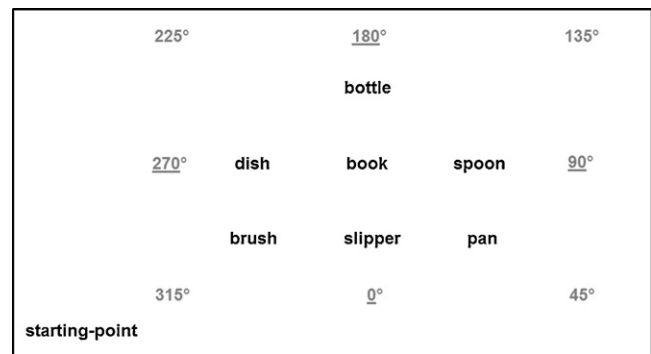 225° 180° 135°
bottle
270° dish book spoon 90°
brush slipper pan
315° 0° 45°
starting-point